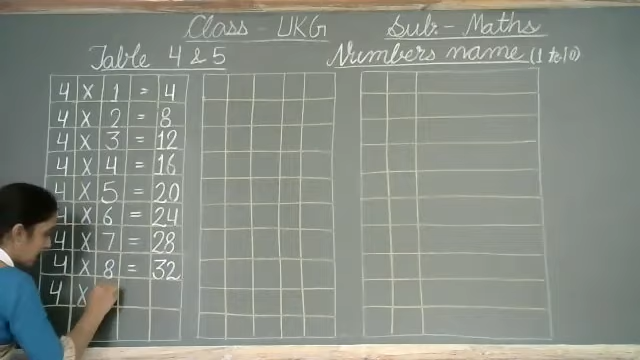 Class - UKG Sub:- Maths
Table 4 & 5
Numbers name (1 to 10)
4 X 1 = 4
4 X 2 = 8
4 X 3 = 12
4 X 4 = 16
4 X 5 = 20
4 X 6 = 24
4 X 7 = 28
4 X 8 = 32
4 X